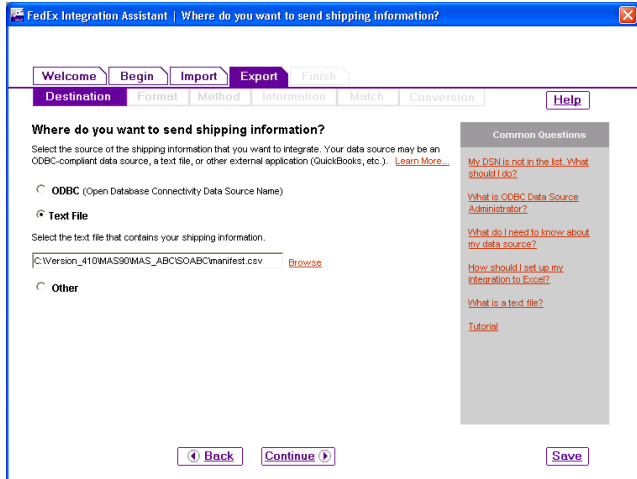 FedEx Integration Assistant | Where do you want to send shipping information?
Welcome Begin Import Export Finish
Destination Format Method Information Match Conversion
Help
Where do you want to send shipping information?
Select the source of the shipping information that you want to integrate. Your data source may be an
ODBC-compliant data source, a text file, or other external application (QuickBooks, etc.). Learn More...
ODBC (Open Database Connectivity Data Source Name)
Text File
Select the text file that contains your shipping information.
C:\Version_410\MAS90\MAS_ABC\SOABC\manifest.csv Browse
Other
Common Questions
My DSN is not in the list. What
should I do?
What is ODBC Data Source
Administrator?
What do I need to know about
my data source?
How should I set up my
integration to Excel?
What is a text file?
Tutorial
Back Continue Save